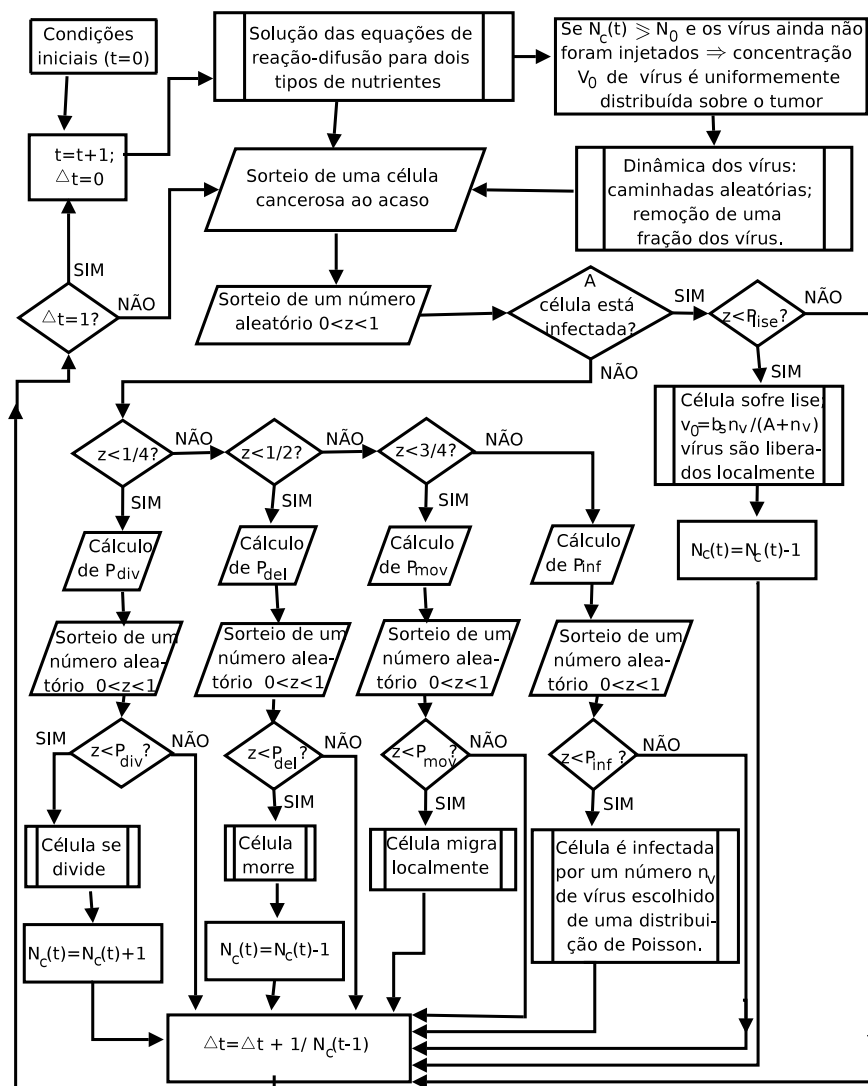 Condições
iniciais (t=0)
Solução das equações de
reação-difusão para dois
tipos de nutrientes
Se N_c(t) ⩾ N_0 e os vírus ainda não
foram injetados ⇒ concentração
V_0 de vírus é uniformemente
distribuída sobre o tumor
t=t+1;
△t=0
Sorteio de uma célula
cancerosa ao acaso
Dinâmica dos vírus:
caminhadas aleatórias;
remoção de uma
fração dos vírus.
SIM
△t=1?
NÃO
Sorteio de um número
aleatório 0<z<1
A
célula está
infectada?
SIM
NÃO
z<P_lise?
NÃO
SIM
Célula sofre lise;
v_0=b_s n_v/(A+n_v)
vírus são libera-
dos localmente
N_c(t)=N_c(t)-1
z<1/4?
NÃO
z<1/2?
NÃO
z<3/4?
NÃO
SIM
SIM
SIM
Cálculo
de P_div
Cálculo
de P_del
Cálculo
de P_mov
Cálculo
de P_inf
Sorteio de um
número alea-
tório 0<z<1
Sorteio de um
número alea-
tório 0<z<1
Sorteio de um
número alea-
tório 0<z<1
Sorteio de um
número alea-
tório 0<z<1
SIM
z<P_div?
NÃO
z<P_del?
NÃO
SIM
z<P_mov?
NÃO
SIM
z<P_inf?
NÃO
SIM
Célula se
divide
Célula
morre
Célula migra
localmente
Célula é infectada
por um número n_v
de vírus escolhido
de uma distribui-
ção de Poisson.
N_c(t)=N_c(t)+1
N_c(t)=N_c(t)-1
△t=△t + 1/ N_c(t-1)